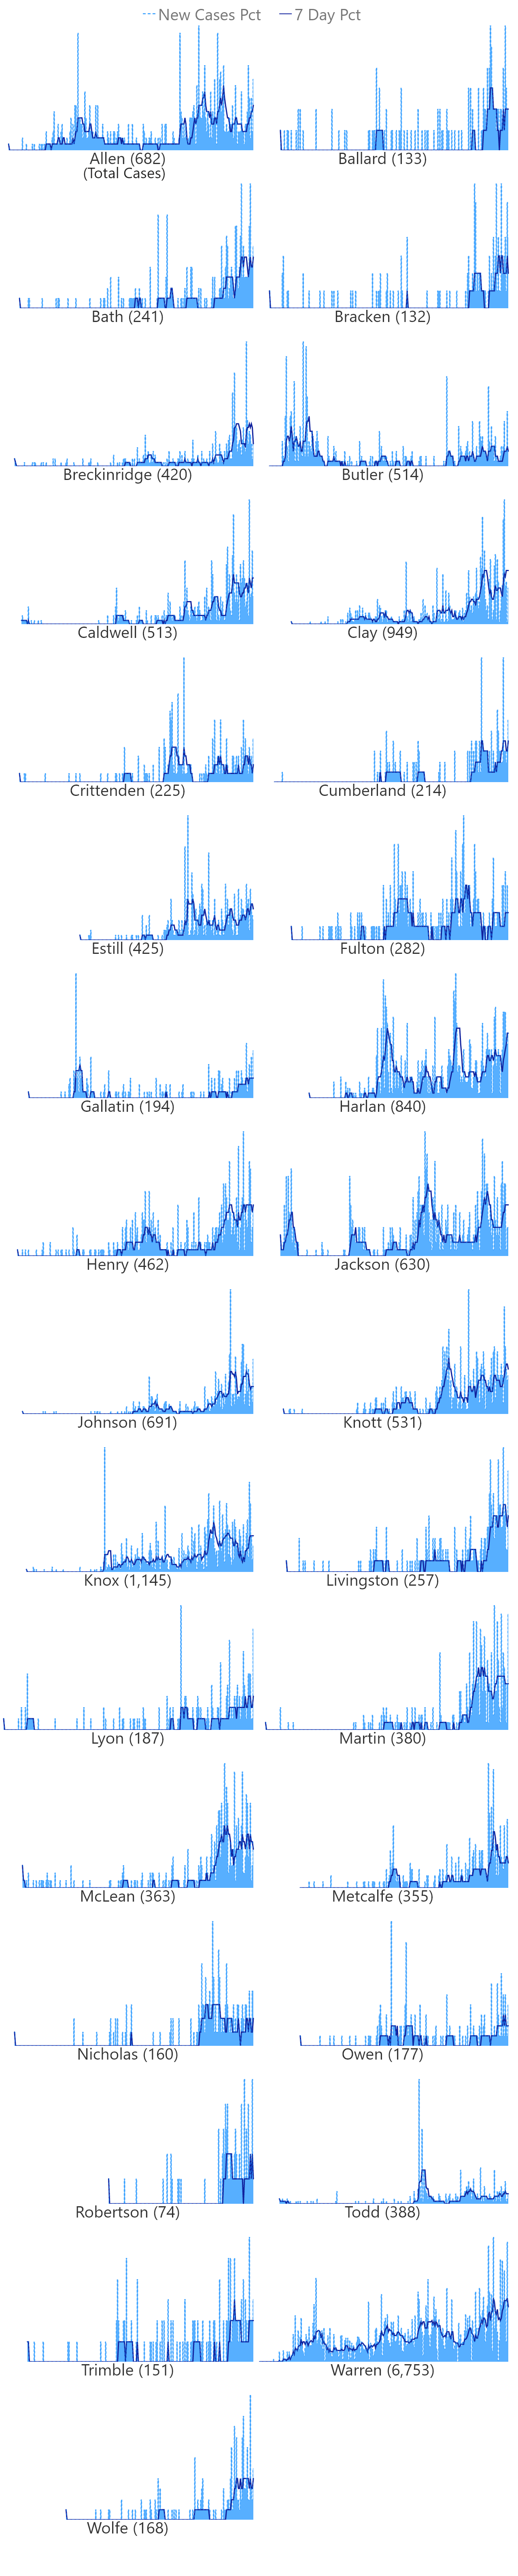 New Cases Pct 7 Day Pct
Allen (682) Ballard (133)
(Total Cases)
Bath (241) Bracken (132)
Breckinridge (420) Butler (514)
Caldwell (513) Clay (949)
Crittenden (225) Cumberland (214)
Estill (425) Fulton (282)
Gallatin (194) Harlan (840)
Henry (462) Jackson (630)
Johnson (691) Knott (531)
Knox (1,145) Livingston (257)
Lyon (187) Martin (380)
McLean (363) Metcalfe (355)
Nicholas (160) Owen (177)
Robertson (74) Todd (388)
Trimble (151) Warren (6,753)
Wolfe (168)